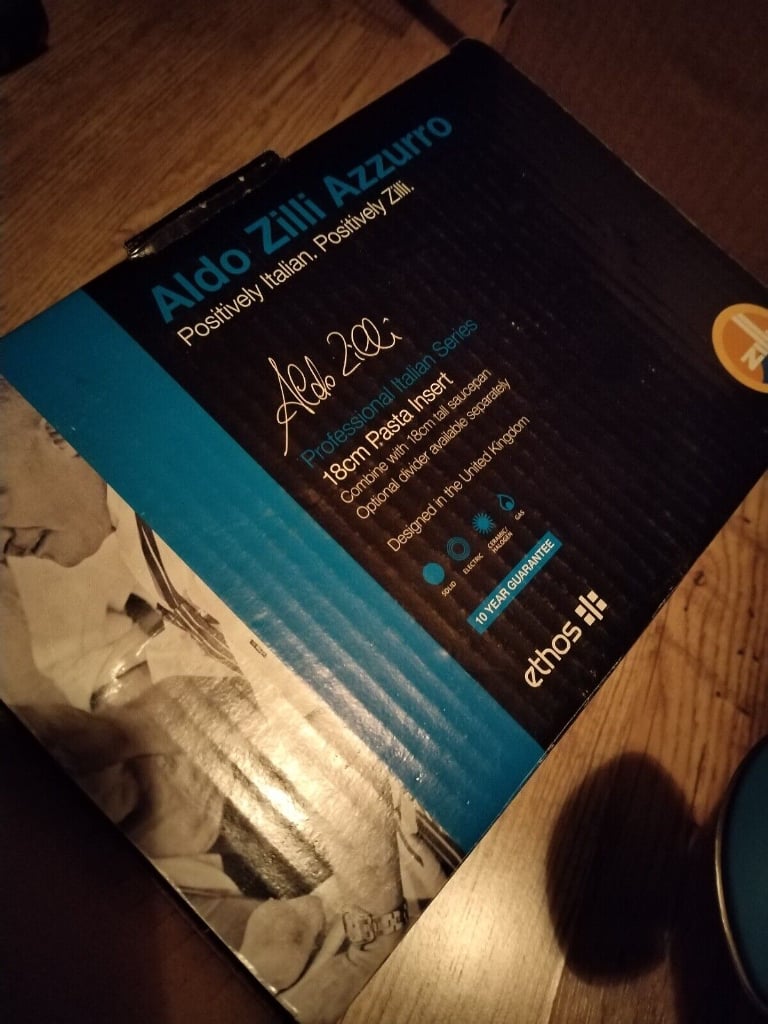 Aldo Zilli Azzurro
Positively Italian. Positively Zilli.
Aldo Zilli
Professional Italian Series
18cm Pasta Insert
Combine with 18cm tall saucepan
Optional divider available separately
Designed in the United Kingdom
SOLID
ELECTRIC
CERAMIC/
HALOGEN
GAS
10 YEAR GUARANTEE
ethos
zilli